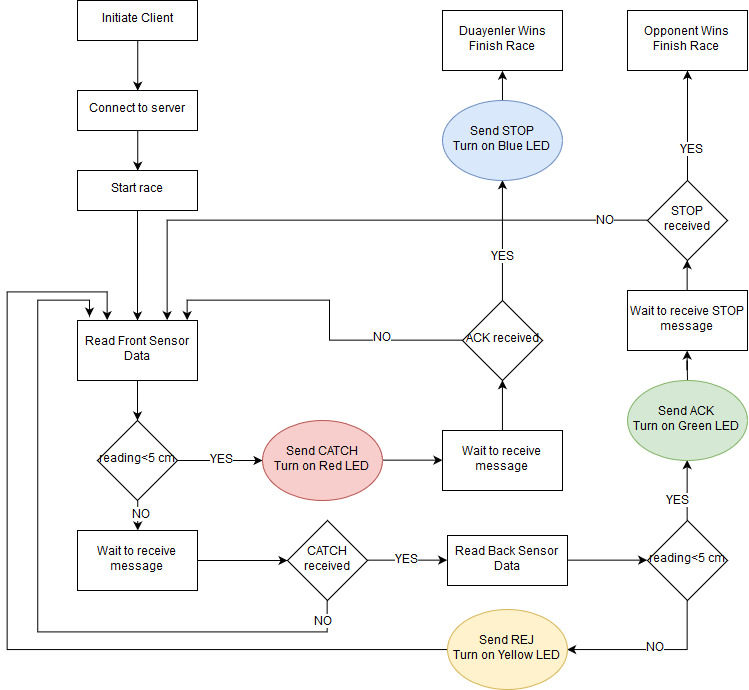 Initiate Client
Duayenler Wins
Finish Race
Opponent Wins
Finish Race
Connect to server
Send STOP
Turn on Blue LED
YES
Start race
STOP
received
NO
YES
Wait to receive STOP
message
Read Front Sensor
Data
NO
ACK received
Send ACK
Turn on Green LED
reading<5 cm
YES
Send CATCH
Turn on Red LED
Wait to receive
message
YES
NO
Wait to receive
message
CATCH
received
YES
Read Back Sensor
Data
reading<5 cm
NO
Send REJ
Turn on Yellow LED
NO